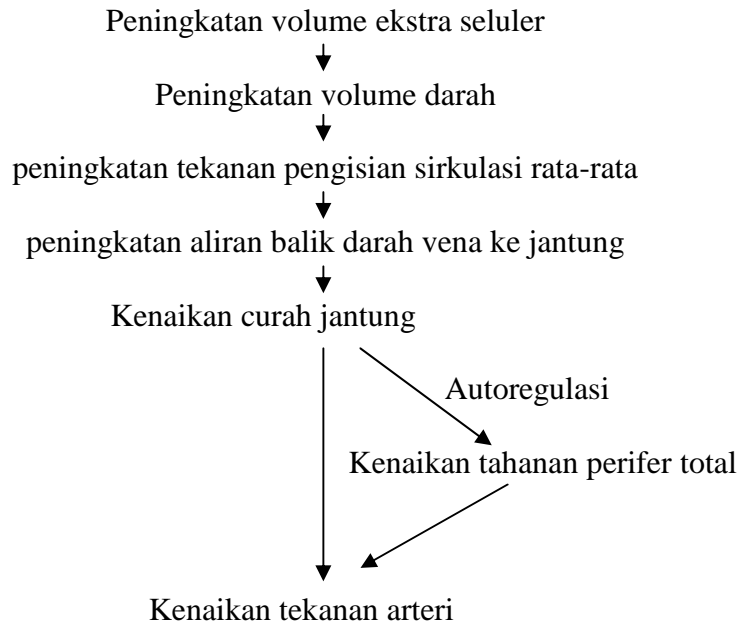 Peningkatan volume ekstra seluler
Peningkatan volume darah
peningkatan tekanan pengisian sirkulasi rata-rata
peningkatan aliran balik darah vena ke jantung
Kenaikan curah jantung
Autoregulasi
Kenaikan tahanan perifer total
Kenaikan tekanan arteri